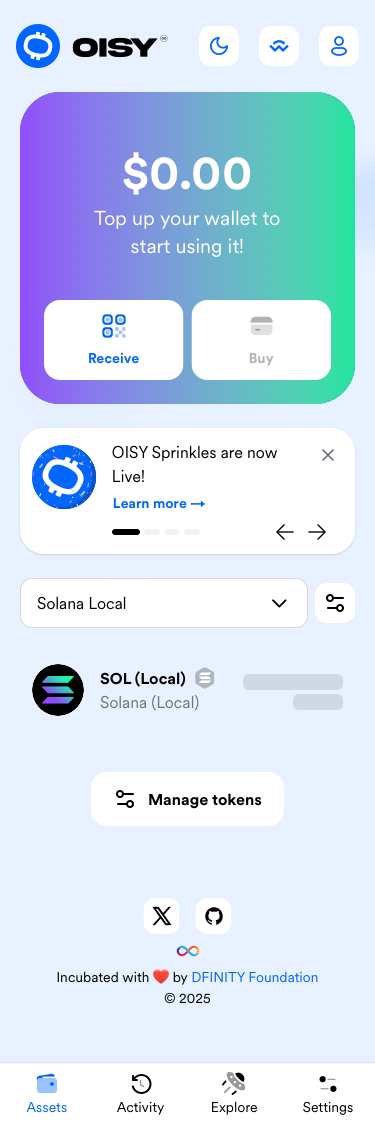 OISY
$0.00
Top up your wallet to
start using it!
Receive
Buy
OISY Sprinkles are now
Live!
Learn more →
Solana Local
SOL (Local)
Solana (Local)
Manage tokens
Incubated with ❤️ by DFINITY Foundation
© 2025
Assets
Activity
Explore
Settings